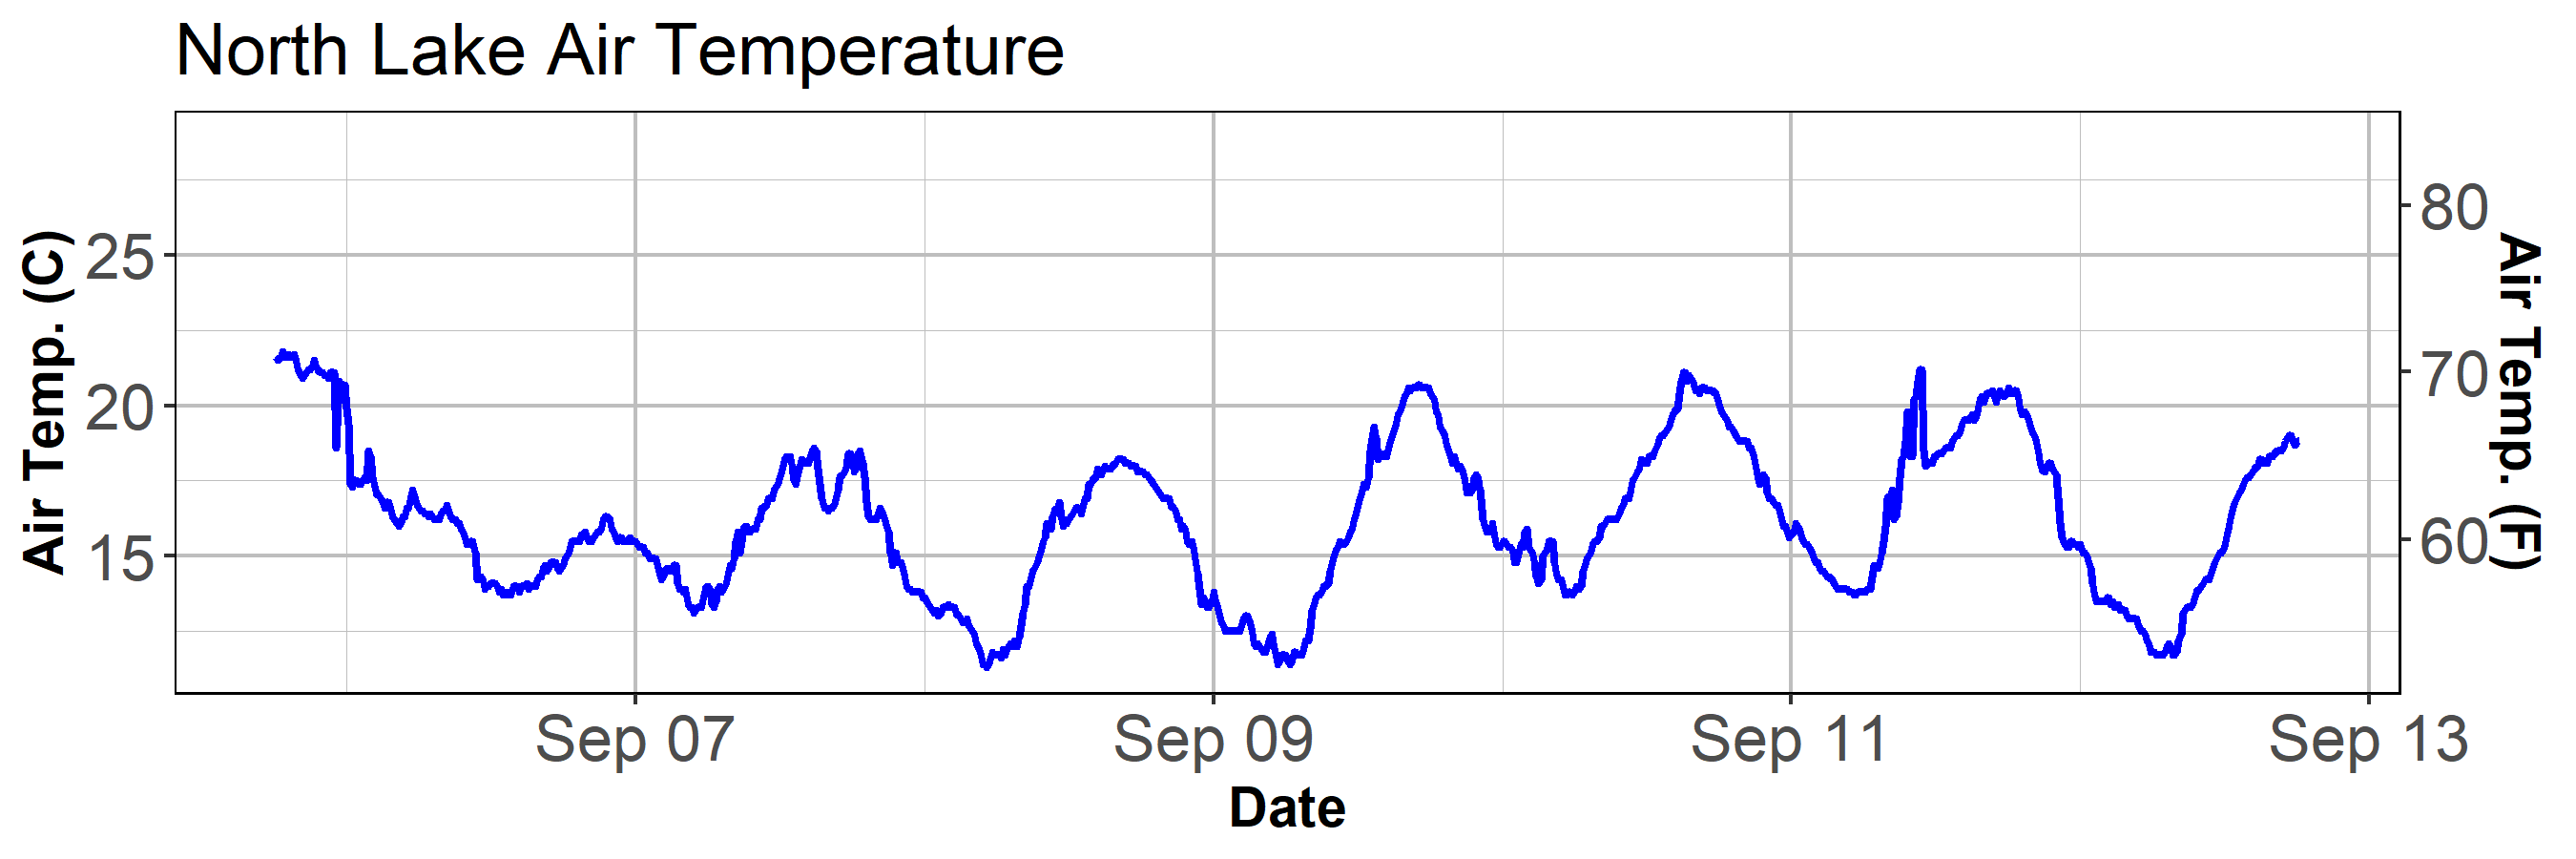 North Lake Air Temperature
Air Temp. (C)
25
20
15
80
70
60
Air Temp. (F)
Sep 07
Sep 09
Sep 11
Sep 13
Date